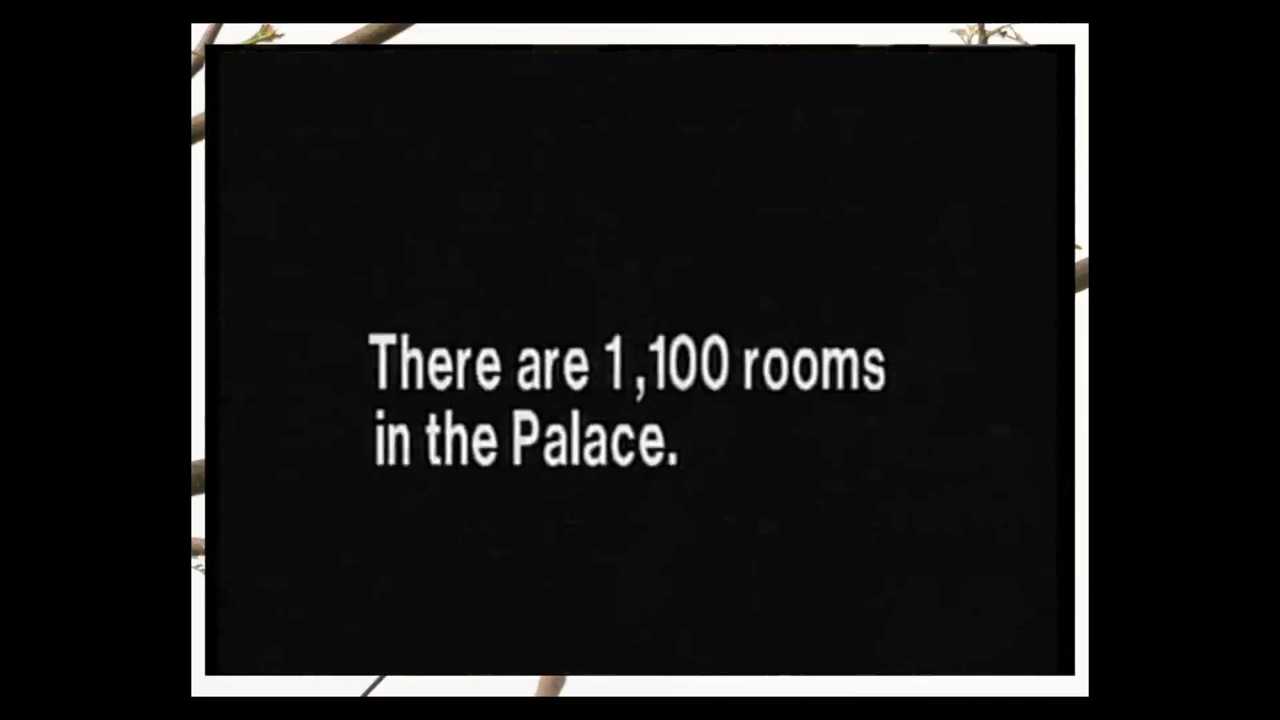 There are 1,100 rooms
in the Palace.